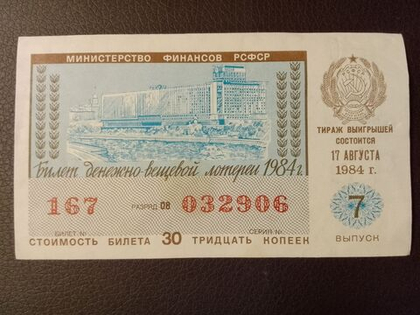 МИНИСТЕРСТВО ФИНАНСОВ РСФСР
билет денежно-вещевой лотереи 1984 г.
167 РАЗРЯД 08 032906
БИЛЕТ № СЕРИЯ №
СТОИМОСТЬ БИЛЕТА 30 ТРИДЦАТЬ КОПЕЕК
ТИРАЖ ВЫИГРЫШЕЙ
СОСТОИТСЯ
17 АВГУСТА
1984 г.
7
ВЫПУСК